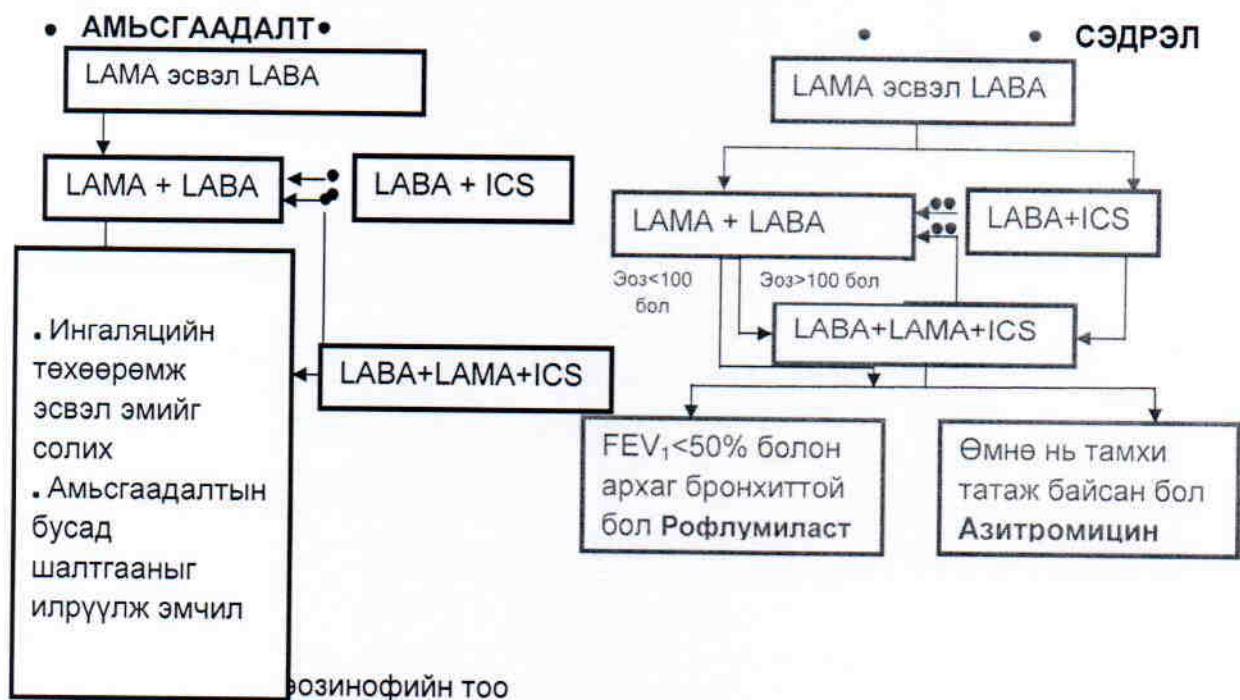 • АМЬСГААДАЛТ•
LAMA эсвэл LABA
LAMA + LABA
LABA + ICS
. Ингаляцийн
төхөөрөмж
эсвэл эмийг
солих
. Амьсгаадалтын
бусад
шалтгааныг
илрүүлж эмчил
LABA+LAMA+ICS
• • СЭДРЭЛ
LAMA эсвэл LABA
LAMA + LABA
LABA+ICS
Эоз<100
бол
Эоз>100 бол
LABA+LAMA+ICS
FEV₁<50% болон
архаг бронхиттой
бол Рофлумиласт
Өмнө нь тамхи
татаж байсан бол
Азитромицин
эозинофийн тоо